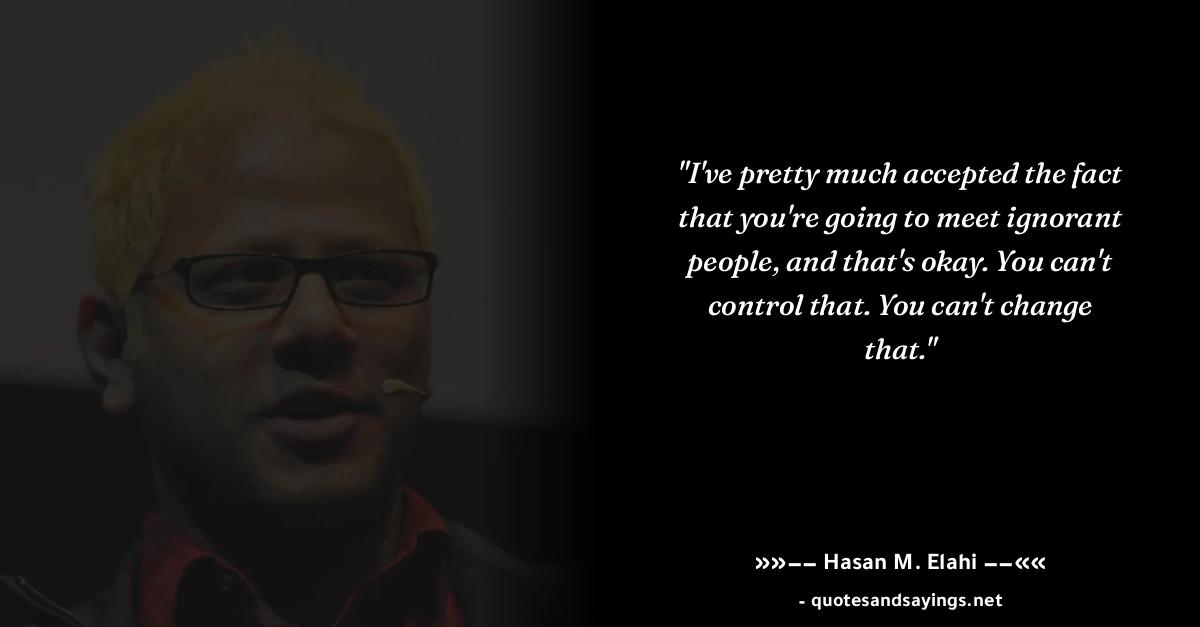 "I've pretty much accepted the fact
that you're going to meet ignorant
people, and that's okay. You can't
control that. You can't change
that."
»»−− Hasan M. Elahi −−««
- quotesandsayings.net